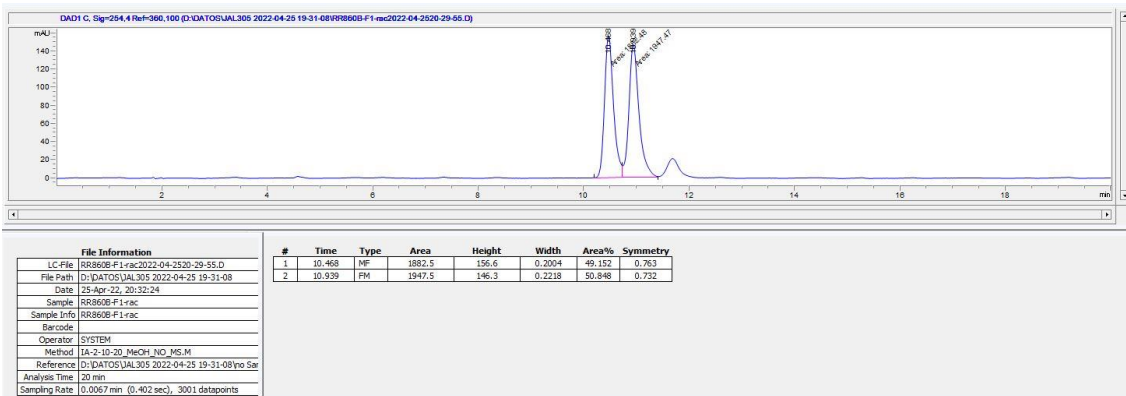 DAD1 C, Sig=254,4 Ref=360,100 (D:\DATOS\JAL305 2022-04-25 19-31-08\RR860B-F1-rac2022-04-2520-29-55.D)
mAU
140
120
100
80
60
40
20
0
10.468
Area: 1882.48
10.939
Area: 1947.47
2 4 6 8 10 12 14 16 18 min
File Information
LC-File RR860B-F1-rac2022-04-2520-29-55.D
File Path D:\DATOS\JAL305 2022-04-25 19-31-08
Date 25-Apr-22, 20:32:24
Sample RR860B-F1-rac
Sample Info RR860B-F1-rac
Barcode
Operator SYSTEM
Method IA-2-10-20_MeOH_NO_MS.M
Reference D:\DATOS\JAL305 2022-04-25 19-31-08\no Sar
Analysis Time 20 min
Sampling Rate 0.0067 min (0.402 sec), 3001 datapoints
# Time Type Area Height Width Area% Symmetry
1 10.468 MF 1882.5 156.6 0.2004 49.152 0.763
2 10.939 FM 1947.5 146.3 0.2218 50.848 0.732